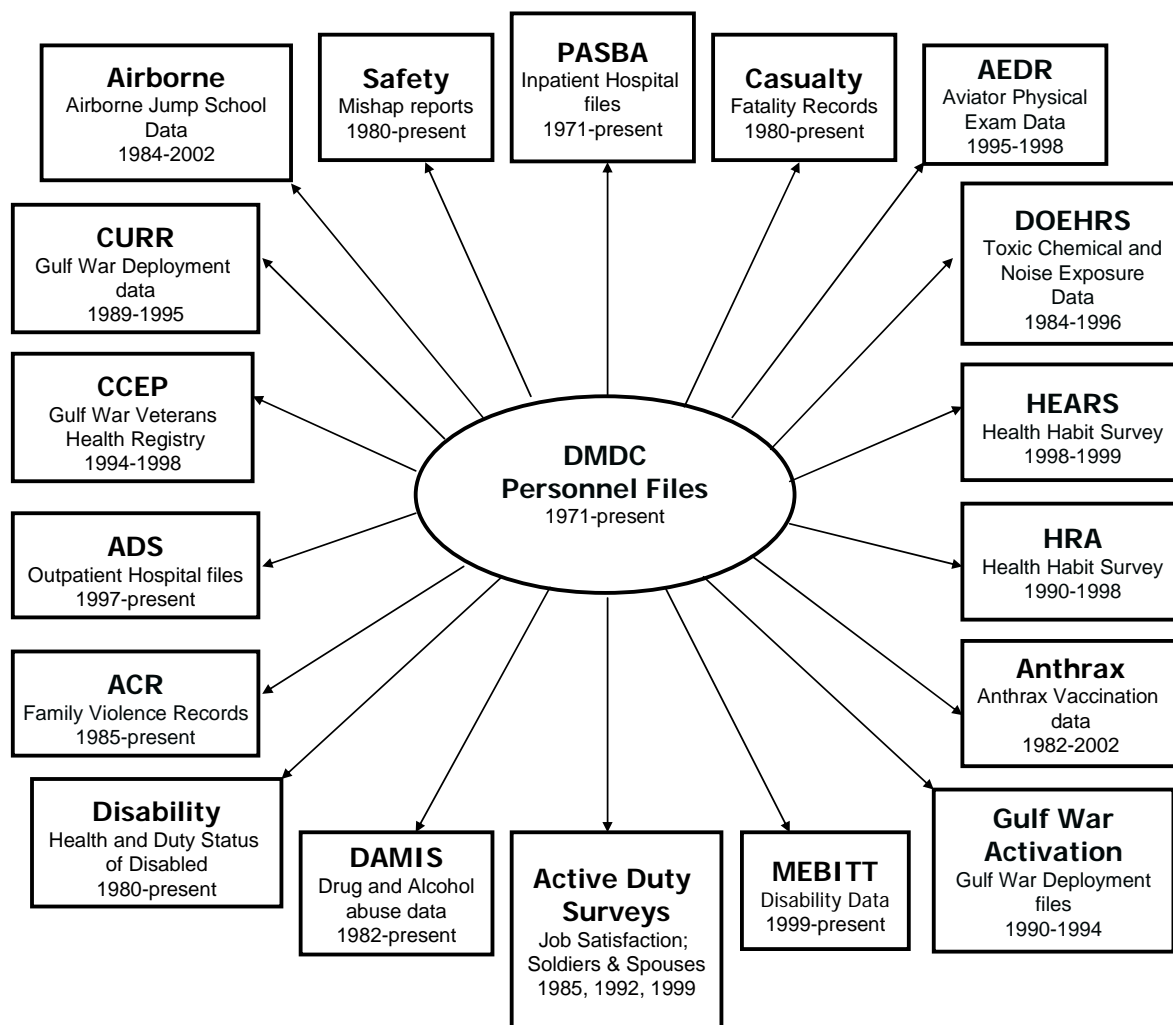 Airborne
Airborne Jump School
Data
1984-2002
Safety
Mishap reports
1980-present
PASBA
Inpatient Hospital
files
1971-present
Casualty
Fatality Records
1980-present
AEDR
Aviator Physical
Exam Data
1995-1998
CURR
Gulf War Deployment
data
1989-1995
DOEHRS
Toxic Chemical and
Noise Exposure
Data
1984-1996
CCEP
Gulf War Veterans
Health Registry
1994-1998
DMDC
Personnel Files
1971-present
HEARS
Health Habit Survey
1998-1999
ADS
Outpatient Hospital files
1997-present
HRA
Health Habit Survey
1990-1998
ACR
Family Violence Records
1985-present
Anthrax
Anthrax Vaccination
data
1982-2002
Disability
Health and Duty Status
of Disabled
1980-present
DAMIS
Drug and Alcohol
abuse data
1982-present
Active Duty
Surveys
Job Satisfaction;
Soldiers & Spouses
1985, 1992, 1999
MEBITT
Disability Data
1999-present
Gulf War
Activation
Gulf War Deployment
files
1990-1994